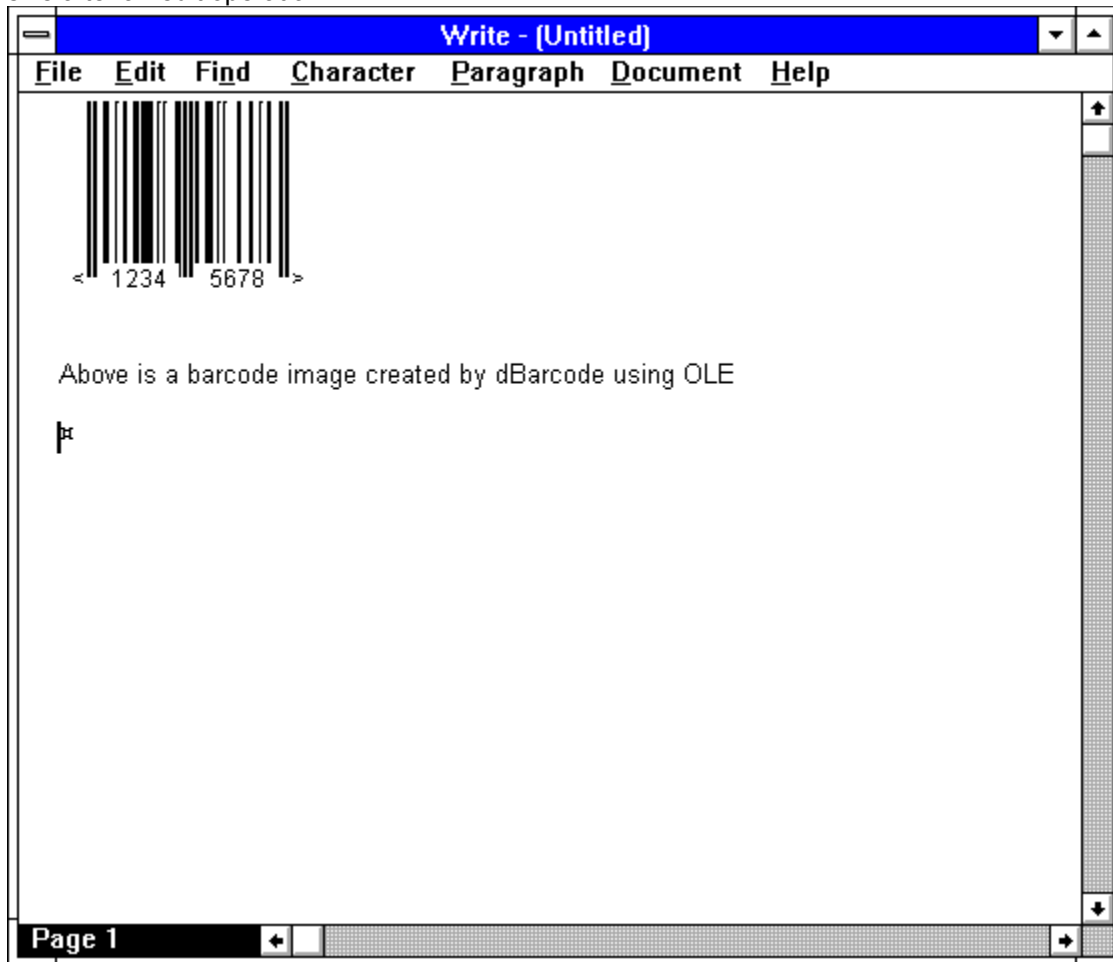 Write - (Untitled)
File Edit Find Character Paragraph Document Help
< 1234 5678 >
Above is a barcode image created by dBarcode using OLE
¤
Page 1